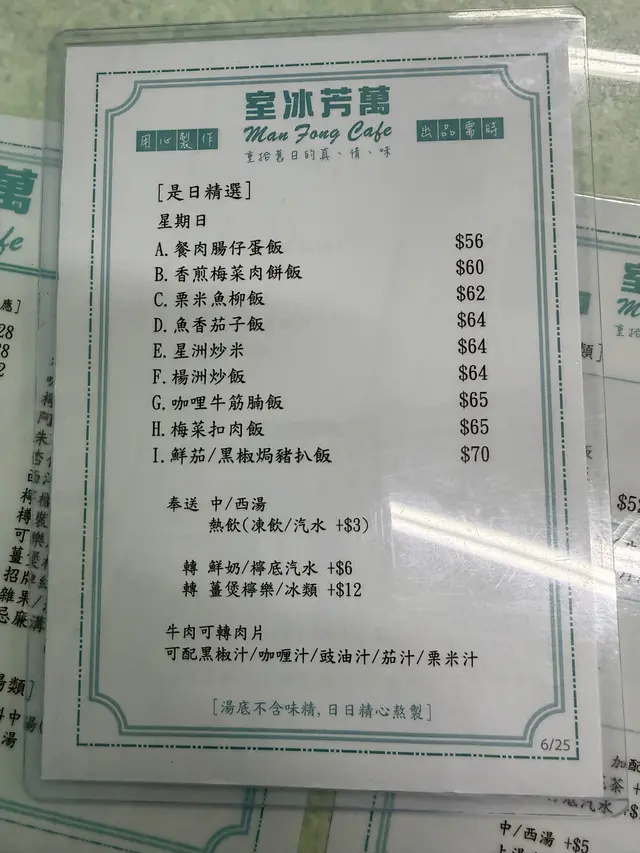 萬芳冰室
Man Fong Cafe
用心製作
出品需時
重拾舊日的真、情、味
[是日精選]
星期日
A.餐肉腸仔蛋飯 $56
B.香煎梅菜肉餅飯 $60
C.栗米魚柳飯 $62
D.魚香茄子飯 $64
E.星洲炒米 $64
F.楊洲炒飯 $64
G.咖哩牛筋腩飯 $65
H.梅菜扣肉飯 $65
I.鮮茄/黑椒焗豬扒飯 $70
奉送 中/西湯
熱飲(凍飲/汽水 +$3)
轉 鮮奶/檸底汽水 +$6
轉 薑煲檸樂/冰類 +$12
牛肉可轉肉片
可配黑椒汁/咖喱汁/豉油汁/茄汁/栗米汁
[湯底不含味精,日日精心熬製]
6/25
中/西湯 +$5